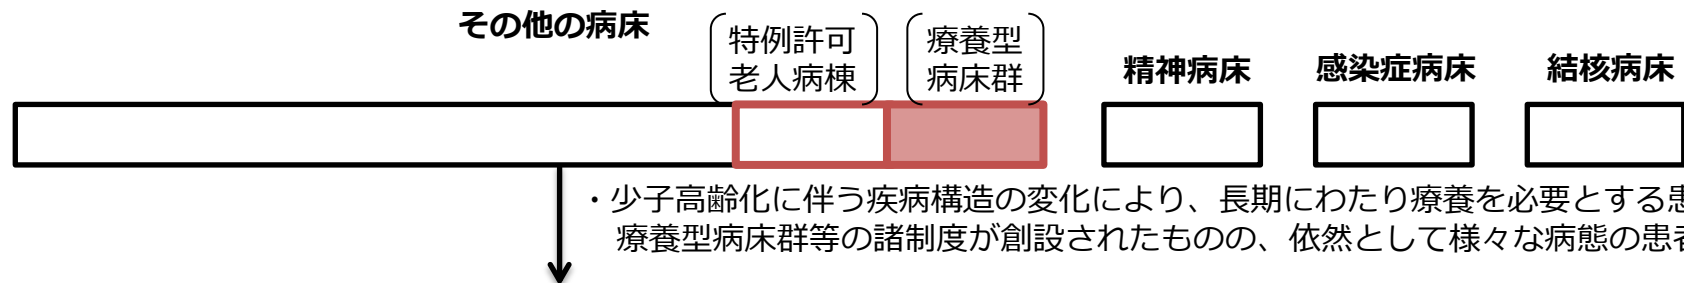 その他の病床
特例許可
老人病棟
療養型
病床群
精神病床
感染症病床
結核病床
・少子高齢化に伴う疾病構造の変化により、長期にわたり療養を必要とする患
療養型病床群等の諸制度が創設されたものの、依然として様々な病態の患者